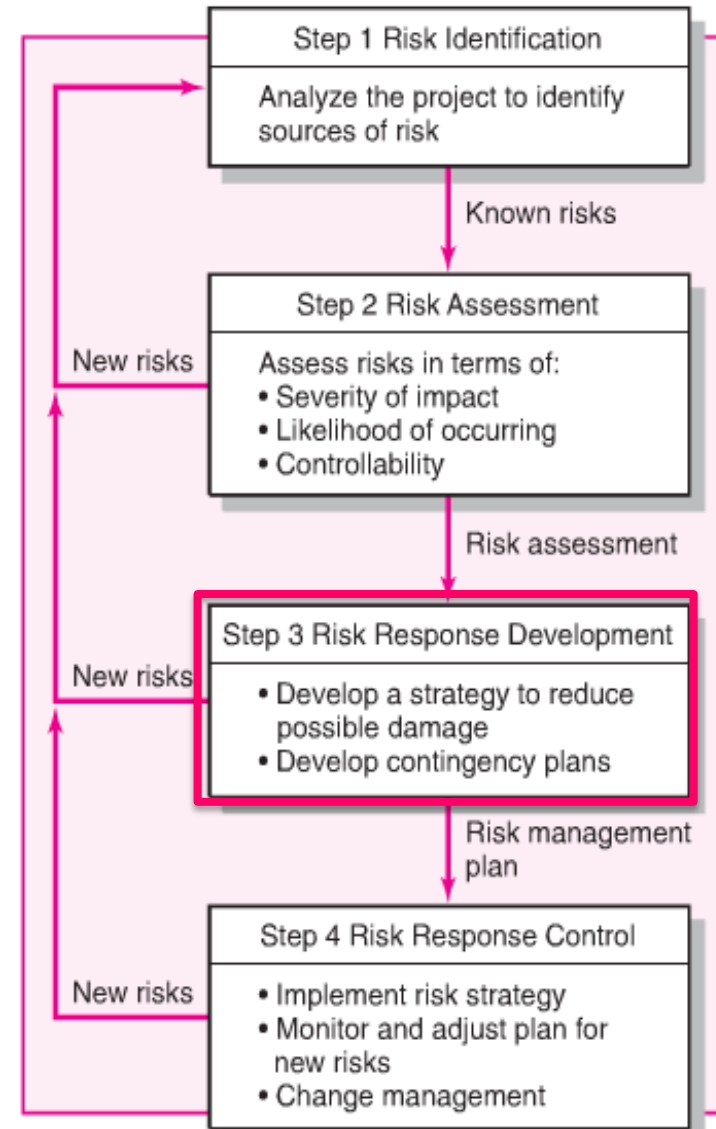 Step 1 Risk Identification
Analyze the project to identify
sources of risk
Known risks
Step 2 Risk Assessment
New risks
Assess risks in terms of:
• Severity of impact
• Likelihood of occurring
• Controllability
Risk assessment
Step 3 Risk Response Development
New risks
• Develop a strategy to reduce
possible damage
• Develop contingency plans
Risk management
plan
Step 4 Risk Response Control
New risks
• Implement risk strategy
• Monitor and adjust plan for
new risks
• Change management